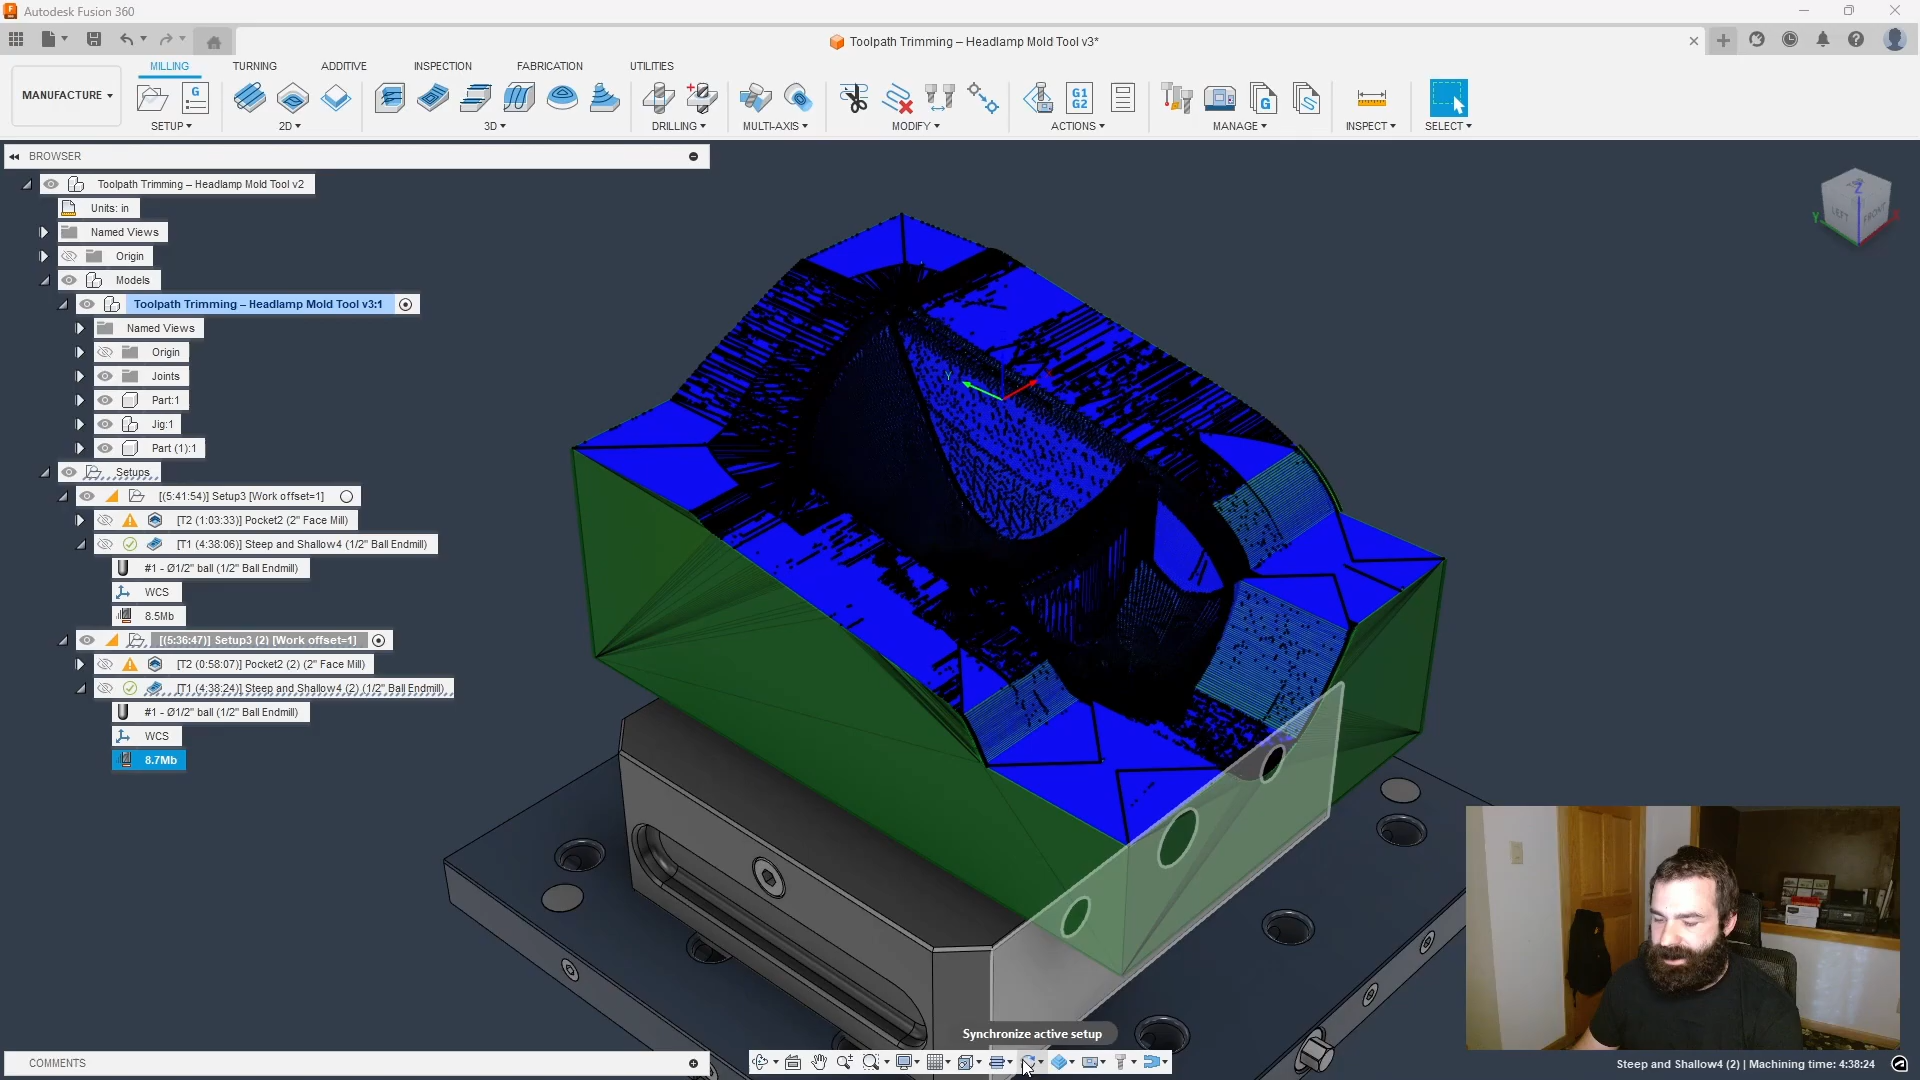 Autodesk Fusion 360
Toolpath Trimming – Headlamp Mold Tool v3*
MANUFACTURE
MILLING
TURNING
ADDITIVE
INSPECTION
FABRICATION
UTILITIES
SETUP
2D
3D
DRILLING
MULTI-AXIS
MODIFY
ACTIONS
MANAGE
INSPECT
SELECT
G
G1
G2
G
BROWSER
Toolpath Trimming – Headlamp Mold Tool v2
Units: in
Named Views
Origin
Models
Toolpath Trimming – Headlamp Mold Tool v3:1
Named Views
Origin
Joints
Part:1
Jig:1
Part (1):1
Setups
[(5:41:54)] Setup3 [Work offset=1]
[T2 (1:03:33)] Pocket2 (2" Face Mill)
[T1 (4:38:06)] Steep and Shallow4 (1/2" Ball Endmill)
#1 - Ø1/2" ball (1/2" Ball Endmill)
WCS
8.5Mb
[(5:36:47)] Setup3 (2) [Work offset=1]
[T2 (0:58:07)] Pocket2 (2) (2" Face Mill)
[T1 (4:38:24)] Steep and Shallow4 (2) (1/2" Ball Endmill)
#1 - Ø1/2" ball (1/2" Ball Endmill)
WCS
8.7Mb
Z
Y
X
LEFT
FRONT
Y
Synchronize active setup
COMMENTS
Steep and Shallow4 (2) | Machining time: 4:38:24